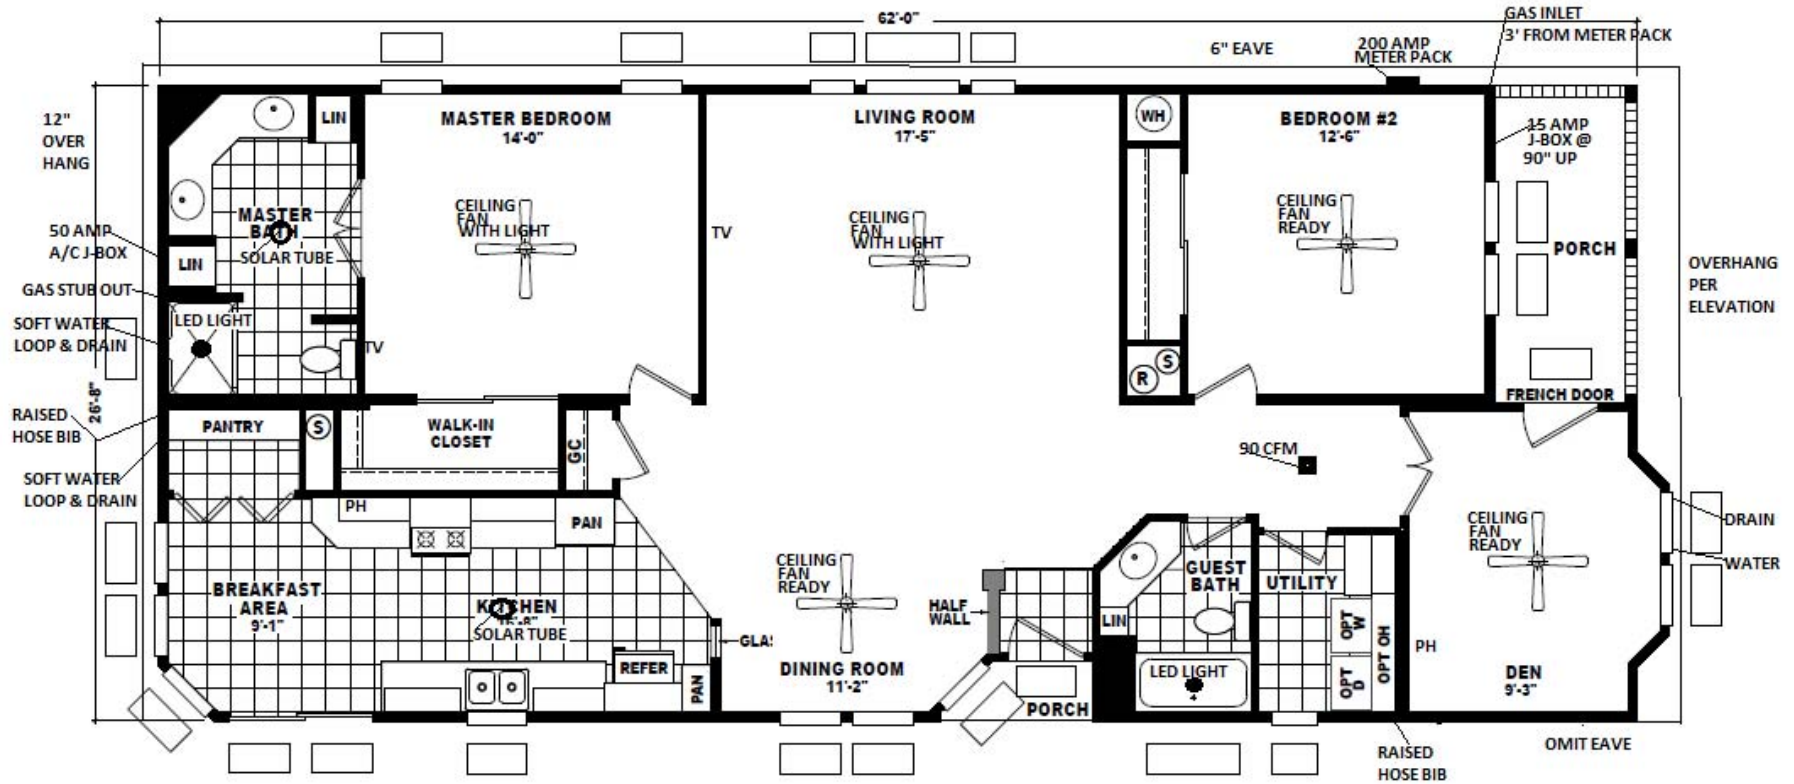 62'-0"
GAS INLET
3' FROM METER PACK
6" EAVE
200 AMP
METER PACK
12"
OVER
HANG
LIN
MASTER BEDROOM
14'-0"
LIVING ROOM
17'-5"
WH
BEDROOM #2
12'-6"
15 AMP
J-BOX @
90" UP
50 AMP
A/C J-BOX
MASTER
BATH
SOLAR TUBE
LIN
CEILING
FAN
WITH LIGHT
TV
CEILING
FAN
WITH LIGHT
CEILING
FAN
READY
PORCH
OVERHANG
PER
ELEVATION
GAS STUB OUT
SOFT WATER
LOOP & DRAIN
LED LIGHT
TV
S
R
FRENCH DOOR
26'-8"
RAISED
HOSE BIB
PANTRY
S
WALK-IN
CLOSET
GC
90 CFM
SOFT WATER
LOOP & DRAIN
PH
PAN
CEILING
FAN
READY
DRAIN
WATER
BREAKFAST
AREA
9'-1"
KITCHEN
SOLAR TUBE
GLA
CEILING
FAN
READY
HALF
WALL
LIN
GUEST
BATH
UTILITY
OPT
W
OPT
D
OPT OH
PH
REFER
PAN
DINING ROOM
11'-2"
PORCH
LED LIGHT
4
DEN
9'-3"
RAISED
HOSE BIB
OMIT EAVE